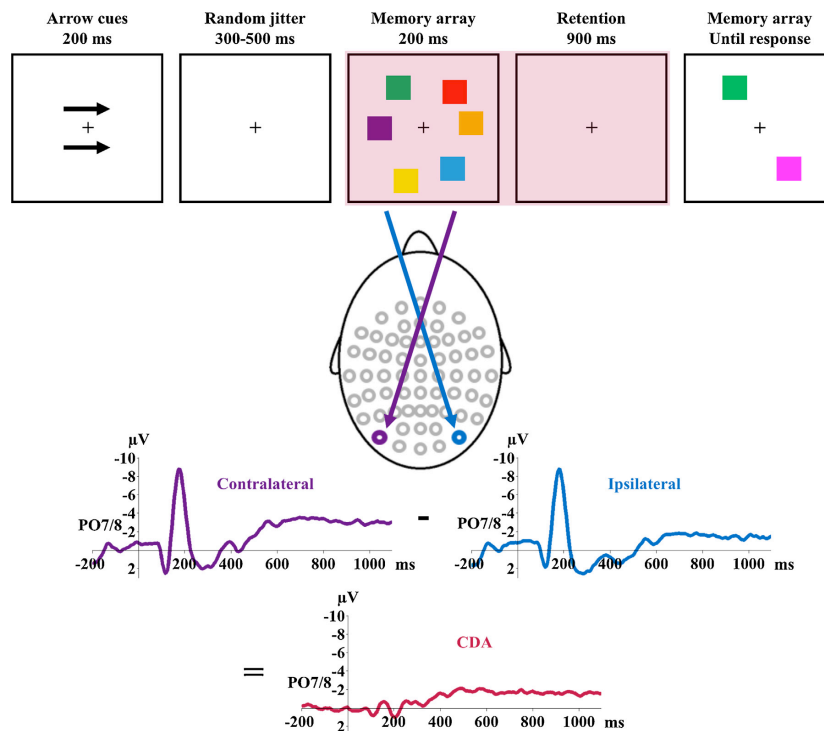 Arrow cues
200 ms
Random jitter
300-500 ms
Memory array
200 ms
Retention
900 ms
Memory array
Until response
µV
-10
-8
-6
-4
-2
2
PO7/8
Contralateral
-200
200
400
600
800
1000
ms
-
µV
-10
-8
-6
-4
-2
2
PO7/8
Ipsilateral
-200
200
400
600
800
1000
ms
=
µV
-10
-8
-6
-4
-2
2
PO7/8
CDA
-200
0
200
400
600
800
1000
ms